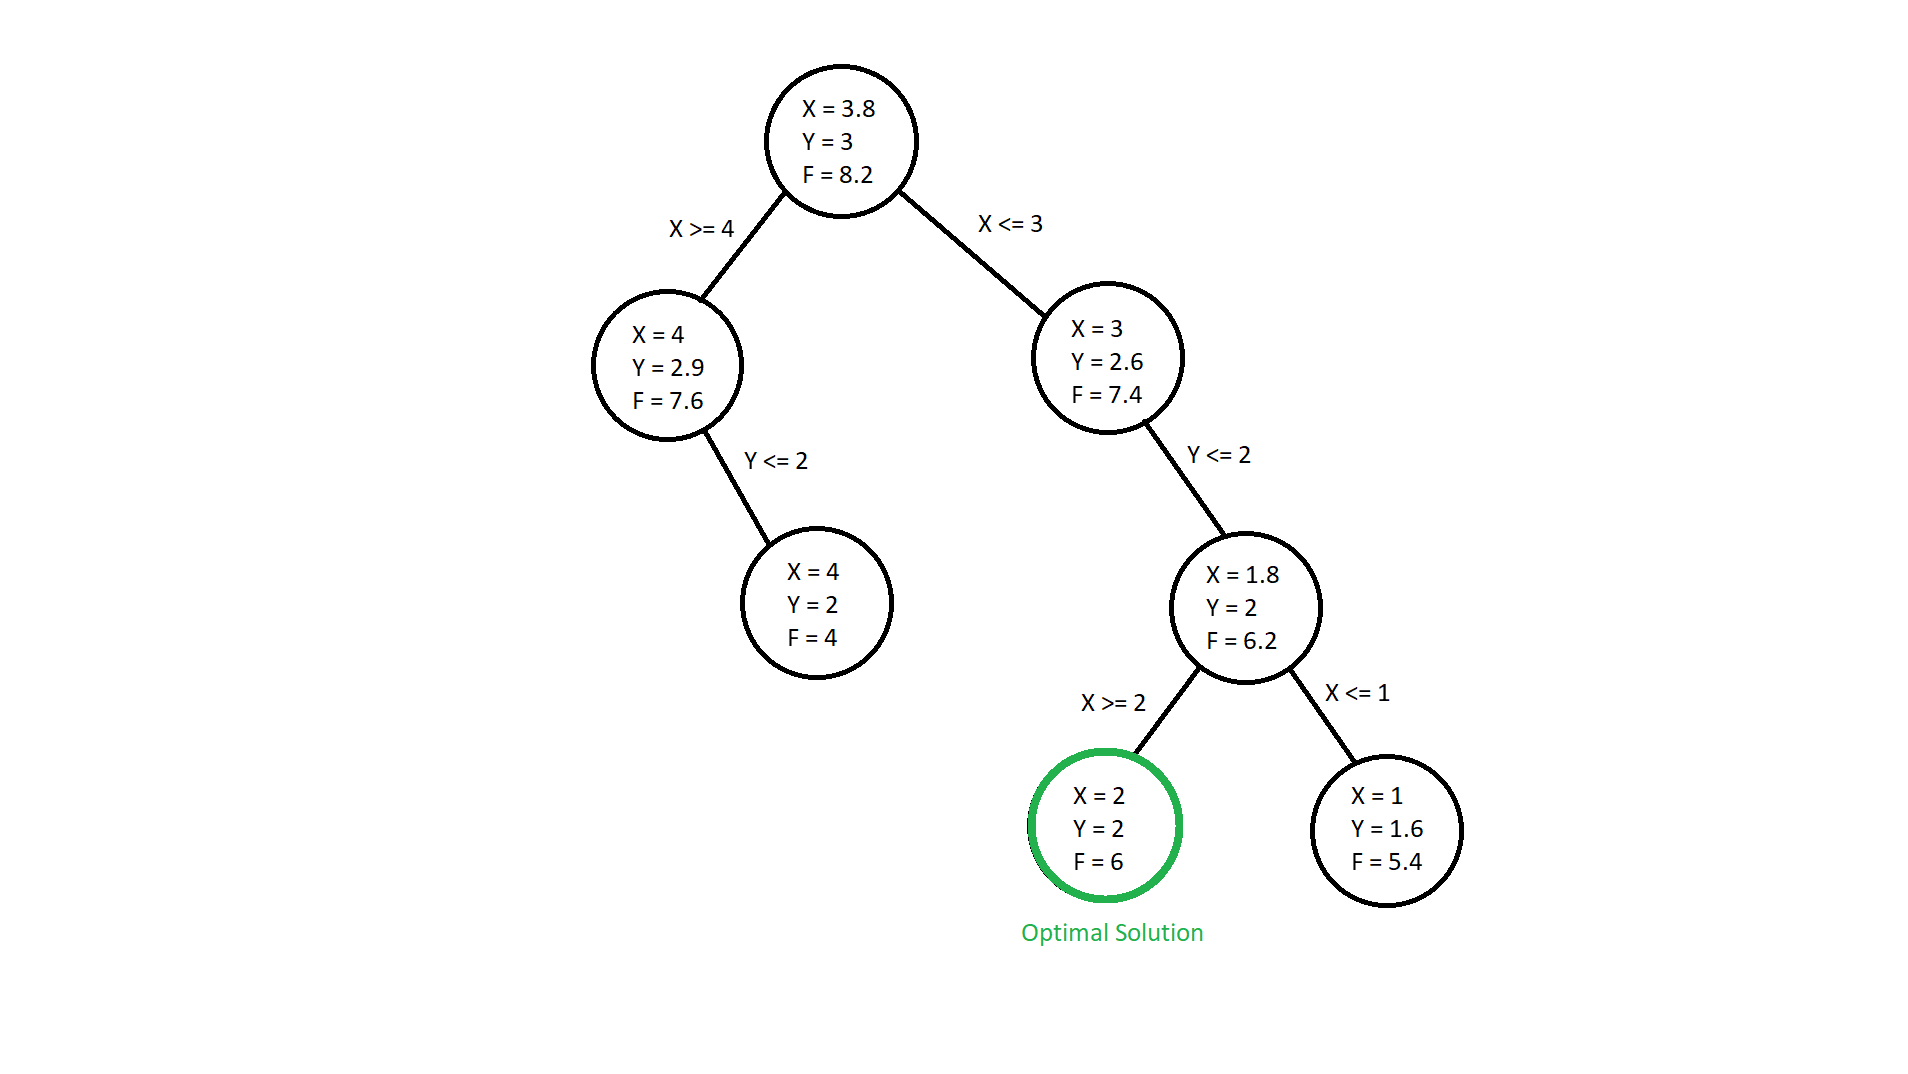 X = 3.8
Y = 3
F = 8.2
X >= 4
X <= 3
X = 4
Y = 2.9
F = 7.6
X = 3
Y = 2.6
F = 7.4
Y <= 2
Y <= 2
X = 4
Y = 2
F = 4
X = 1.8
Y = 2
F = 6.2
X >= 2
X <= 1
X = 2
Y = 2
F = 6
X = 1
Y = 1.6
F = 5.4
Optimal Solution